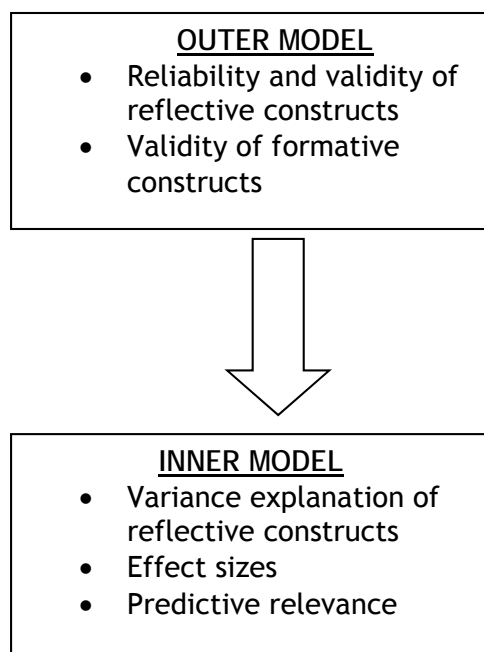 OUTER MODEL
• Reliability and validity of
reflective constructs
• Validity of formative
constructs
INNER MODEL
• Variance explanation of
reflective constructs
• Effect sizes
• Predictive relevance